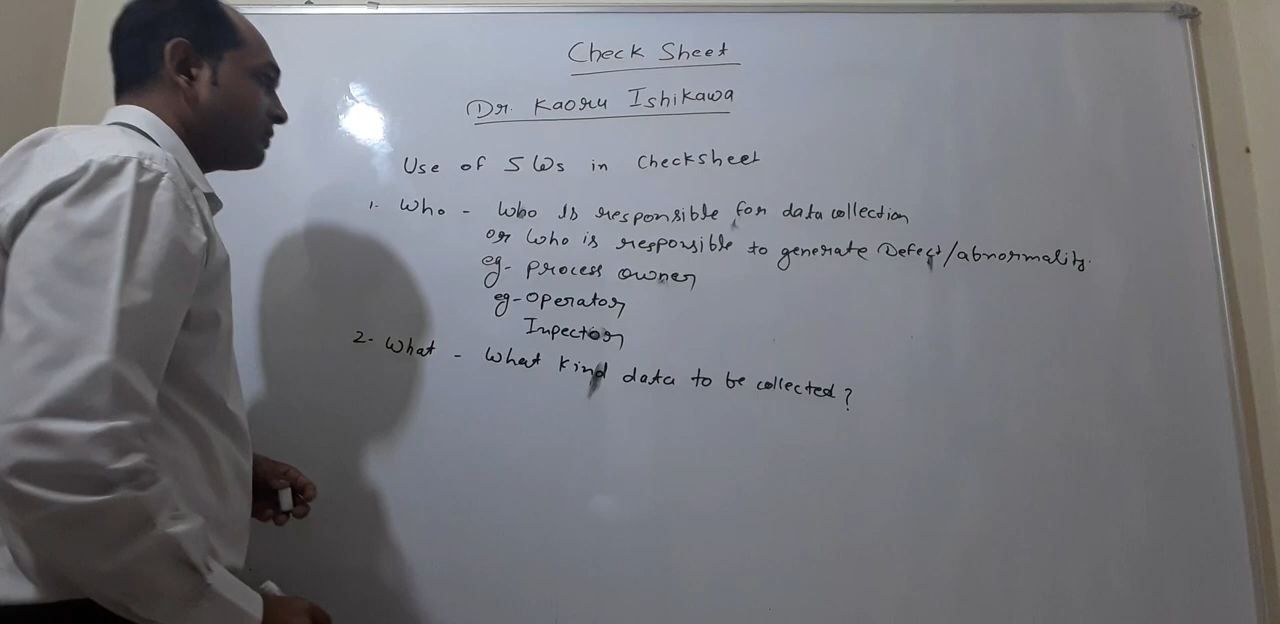 Check Sheet
Dr. Kaoru Ishikawa
Use of 5 Ws in Checksheet
1. Who - Who Is responsible for data collection
or Who is responsible to generate Defect/abnormality.
eg- Process owner
eg- Operator
Inpector
2. What - What Kind data to be collected?